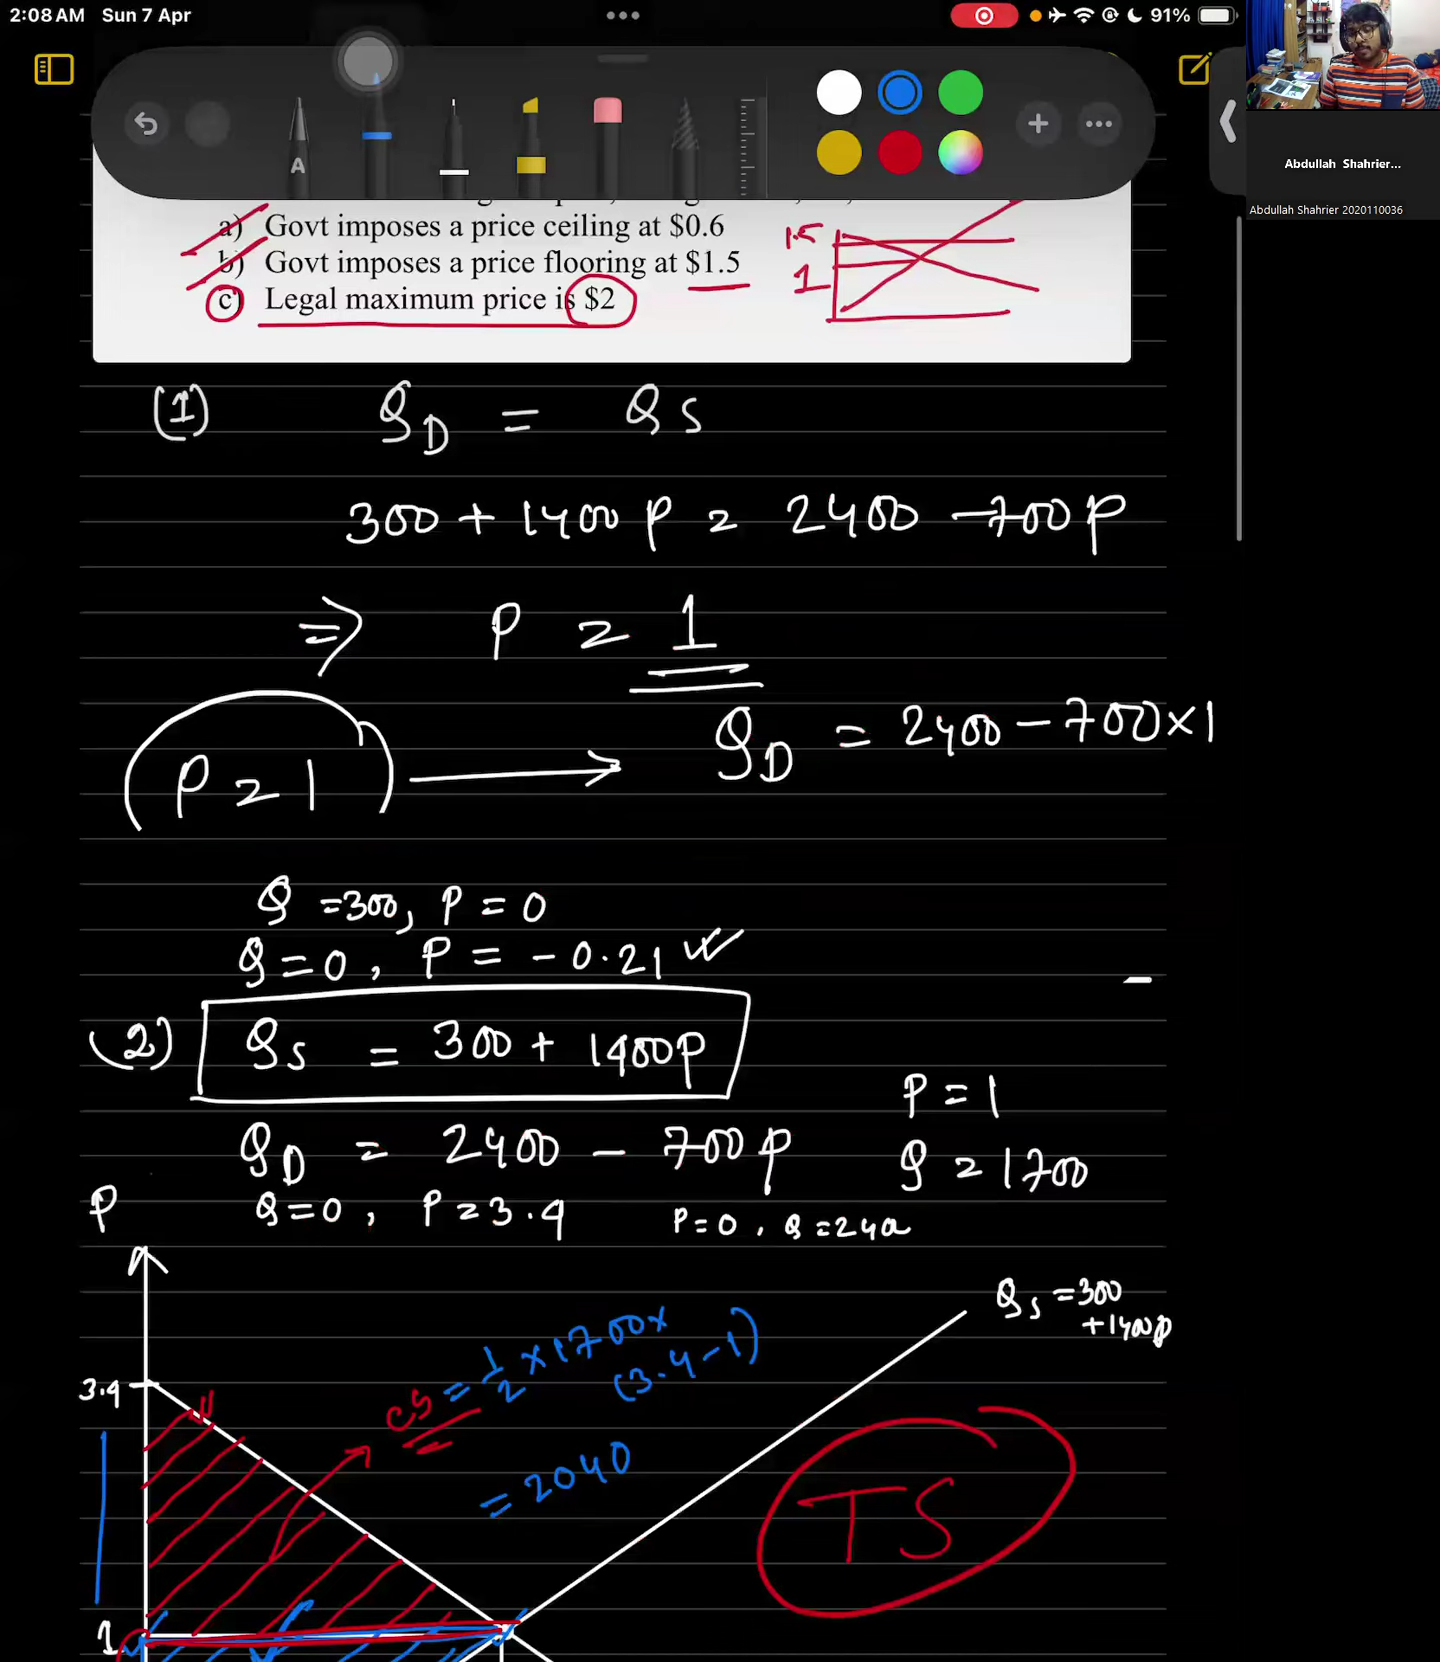 2:08 AM Sun 7 Apr
91%
A
Abdullah Shahrier...
Abdullah Shahrier 2020110036
a) Govt imposes a price ceiling at $0.6
b) Govt imposes a price flooring at $1.5
c) Legal maximum price is $2
1.5
1
(1) QD = QS
300 + 1400 P = 2400 - 700 P
=> P = 1
P = 1 → QD = 2400 - 700 × 1
Q = 300, P = 0
Q = 0, P = - 0.21
(2) Qs = 300 + 1400P
QD = 2400 - 700 P
P = 1
Q = 1700
Q = 0, P = 3.4
P = 0, Q = 2400
P
Qs = 300
+ 1400P
3.4
CS = 1/2 × 1700 ×
(3.4 - 1)
= 2040
TS
1